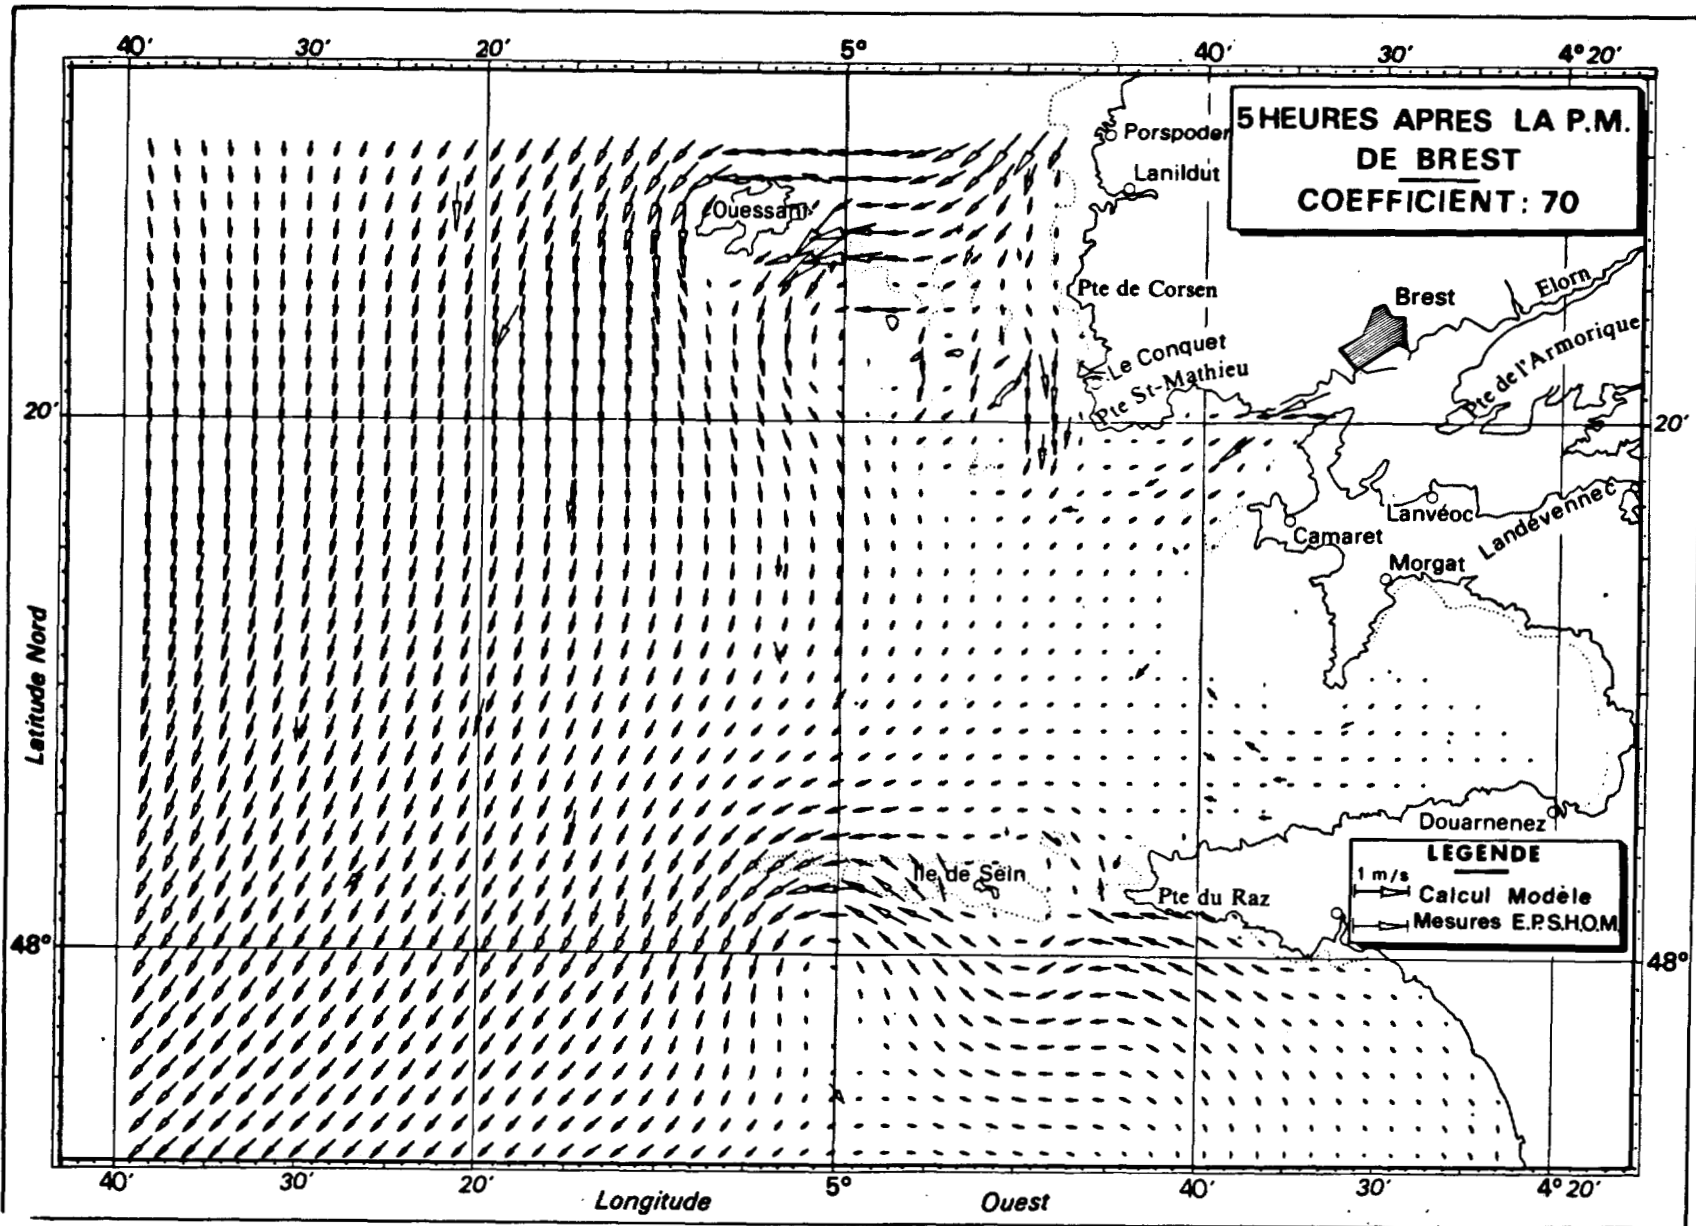 40′ 30′ 20′ 5° 40′ 30′ 4° 20′
5 HEURES APRES LA P.M.
DE BREST
COEFFICIENT : 70
Porspoder
Lanildut
Ouessant
Pte de Corsen
Elorn
Brest
Le Conquet
Pte St-Mathieu
Pte de l'Armorique
20′ 20′
Lanvéoc
Landévennec
Camaret
Morgat
Latitude Nord
Douarnenez
LEGENDE
1 m/s
Calcul Modèle
Mesures E.P.S.H.O.M.
Ile de Sein
Pte du Raz
48° 48°
40′ 30′ 20′ 5° 40′ 30′ 4° 20′
Longitude Ouest